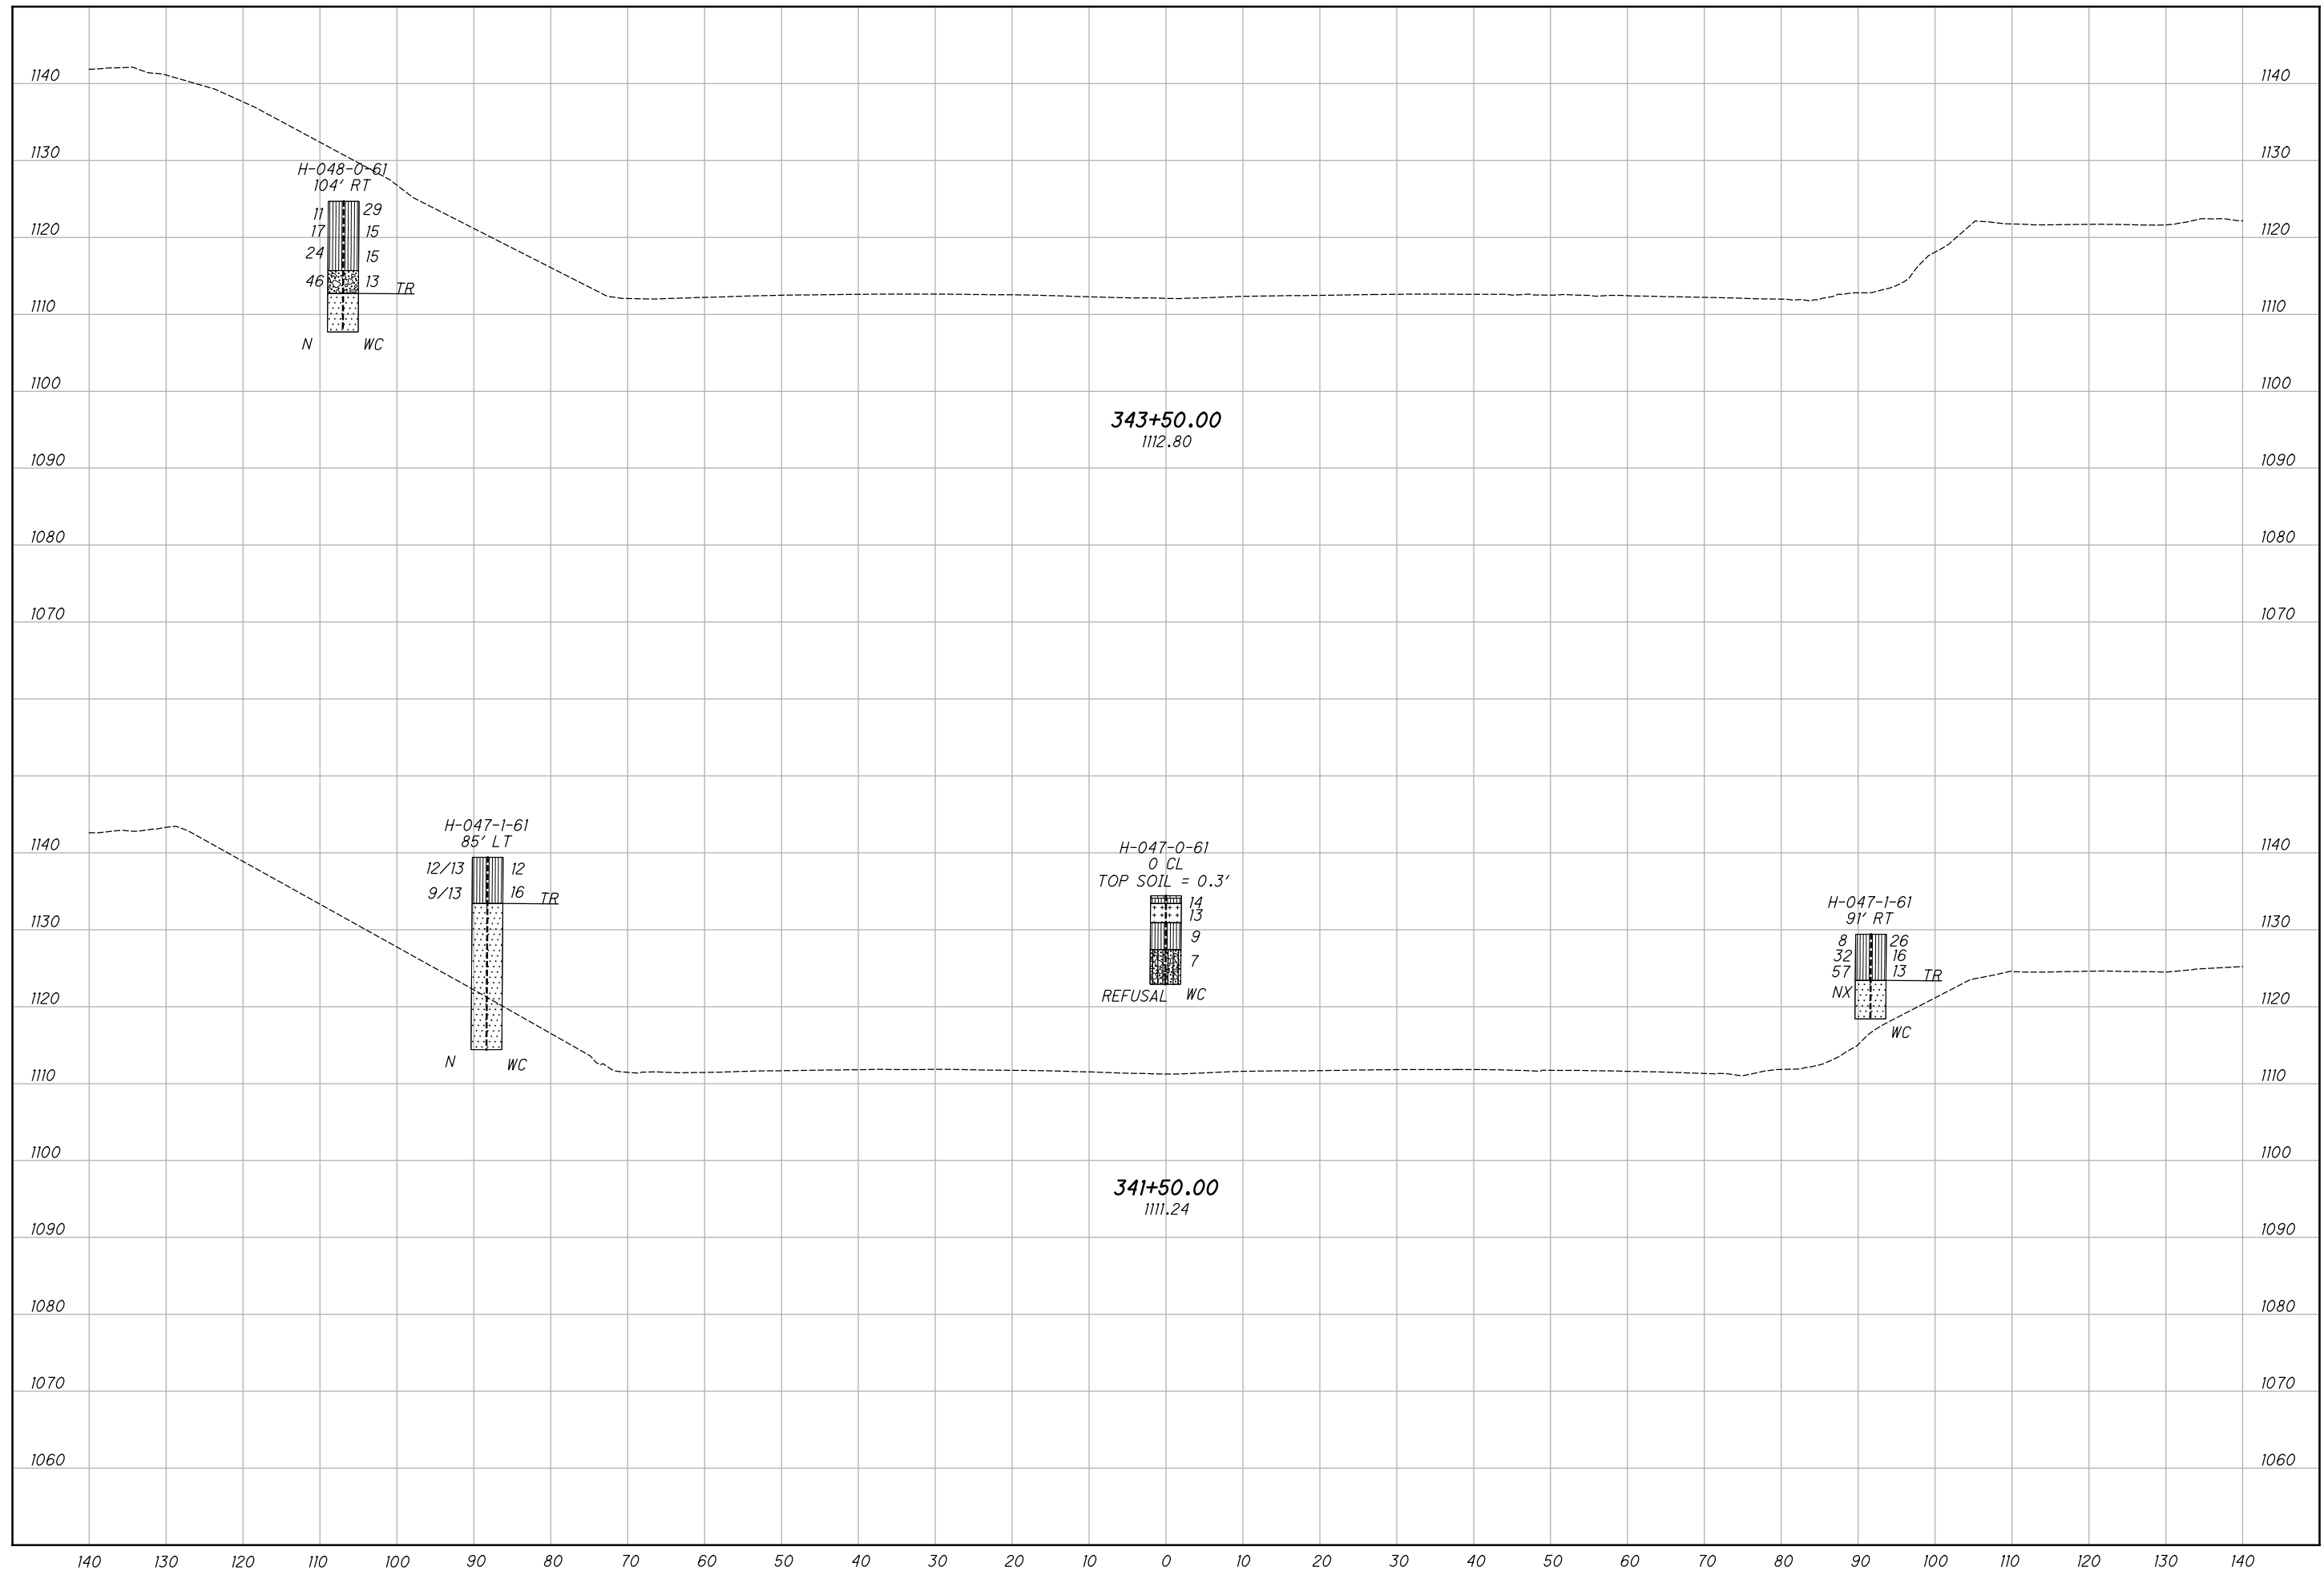 1140 1140
1130 1130
H-048-0-61
104' RT
11 29
17 15
1120 1120
24 15
46 13 TR
1110 1110
N WC
1100 1100
343+50.00
1112.80
1090 1090
1080 1080
1070 1070
H-047-1-61
85' LT
1140 1140
H-047-0-61
0 CL
TOP SOIL = 0.3'
12/13 12
9/13 16 TR
14
13
9
7
REFUSAL WC
1130 1130
H-047-1-61
91' RT
8 26
32 16
57 13 TR
NX
WC
1120 1120
N WC
1110 1110
1100 1100
341+50.00
1111.24
1090 1090
1080 1080
1070 1070
1060 1060
140 130 120 110 100 90 80 70 60 50 40 30 20 10 0 10 20 30 40 50 60 70 80 90 100 110 120 130 140